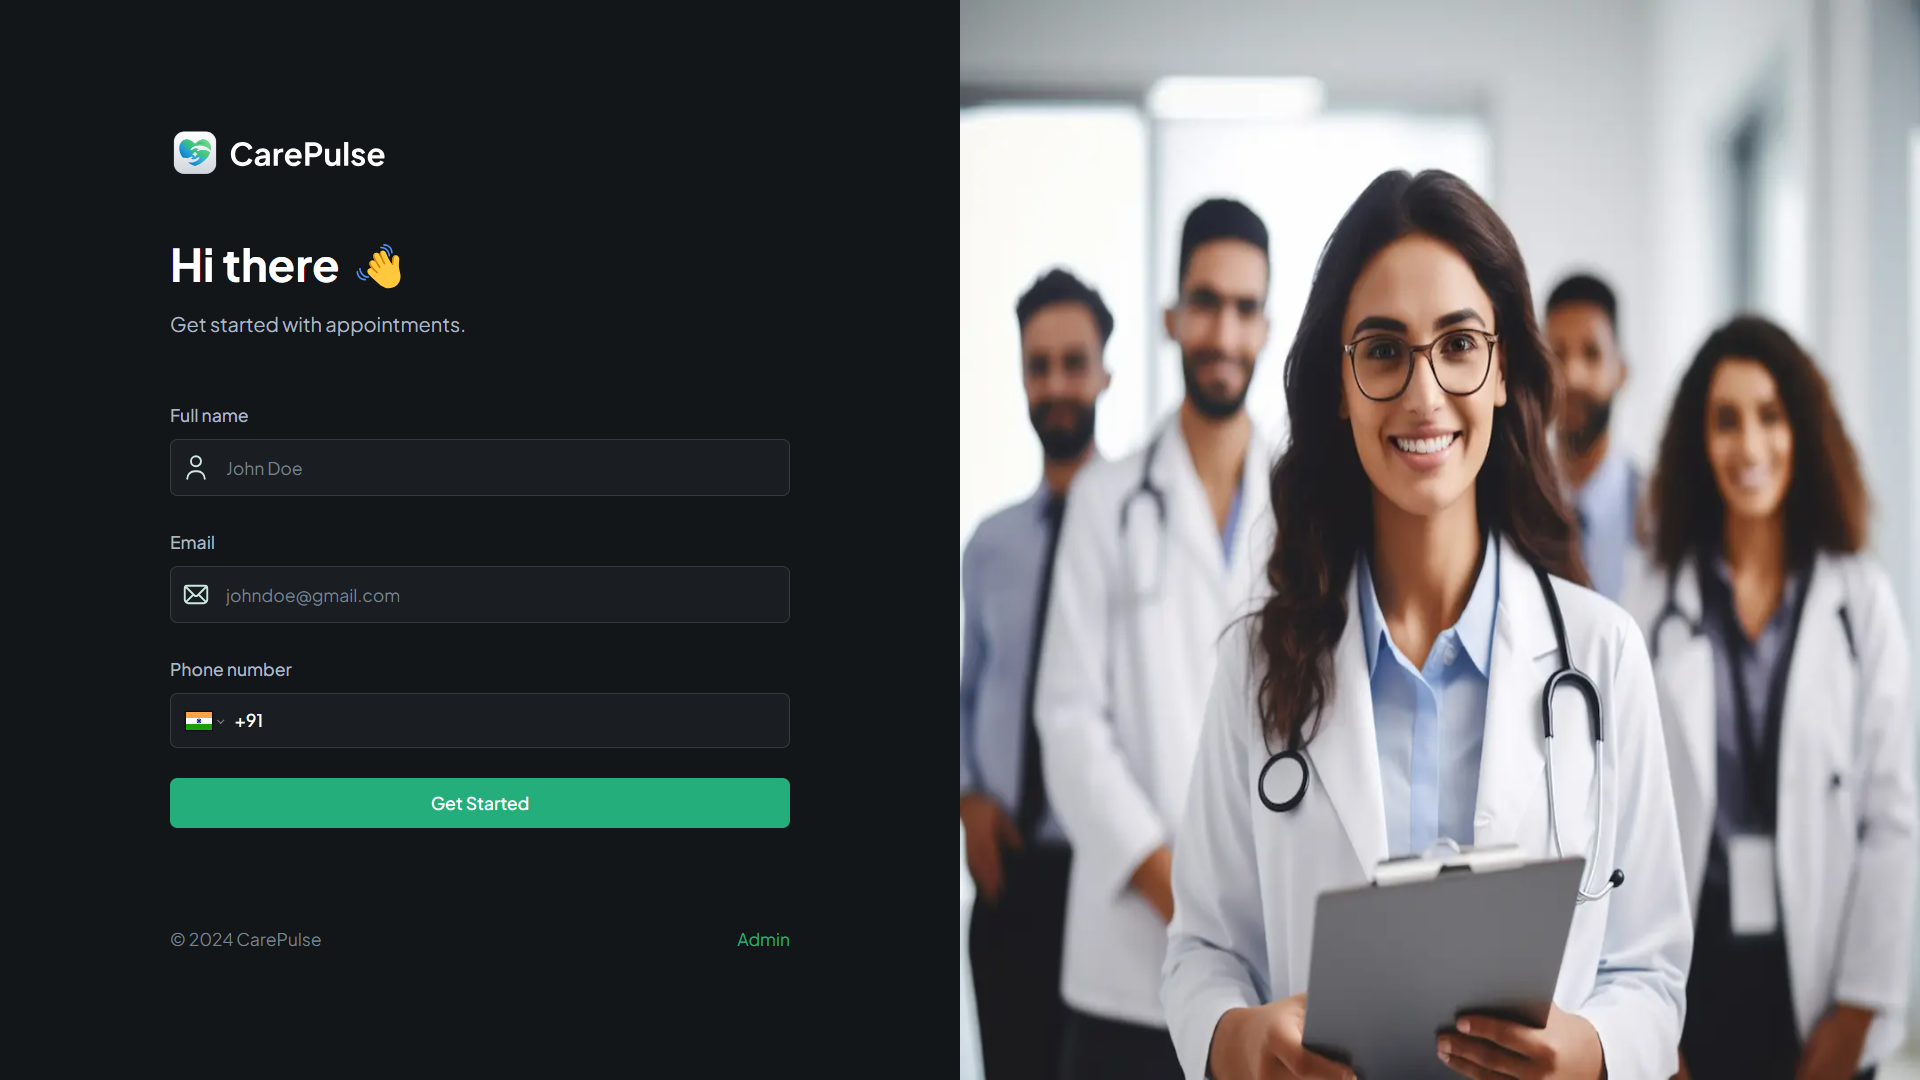 CarePulse
Hi there 👋
Get started with appointments.
Full name
John Doe
Email
johndoe@gmail.com
Phone number
+91
Get Started
© 2024 CarePulse
Admin